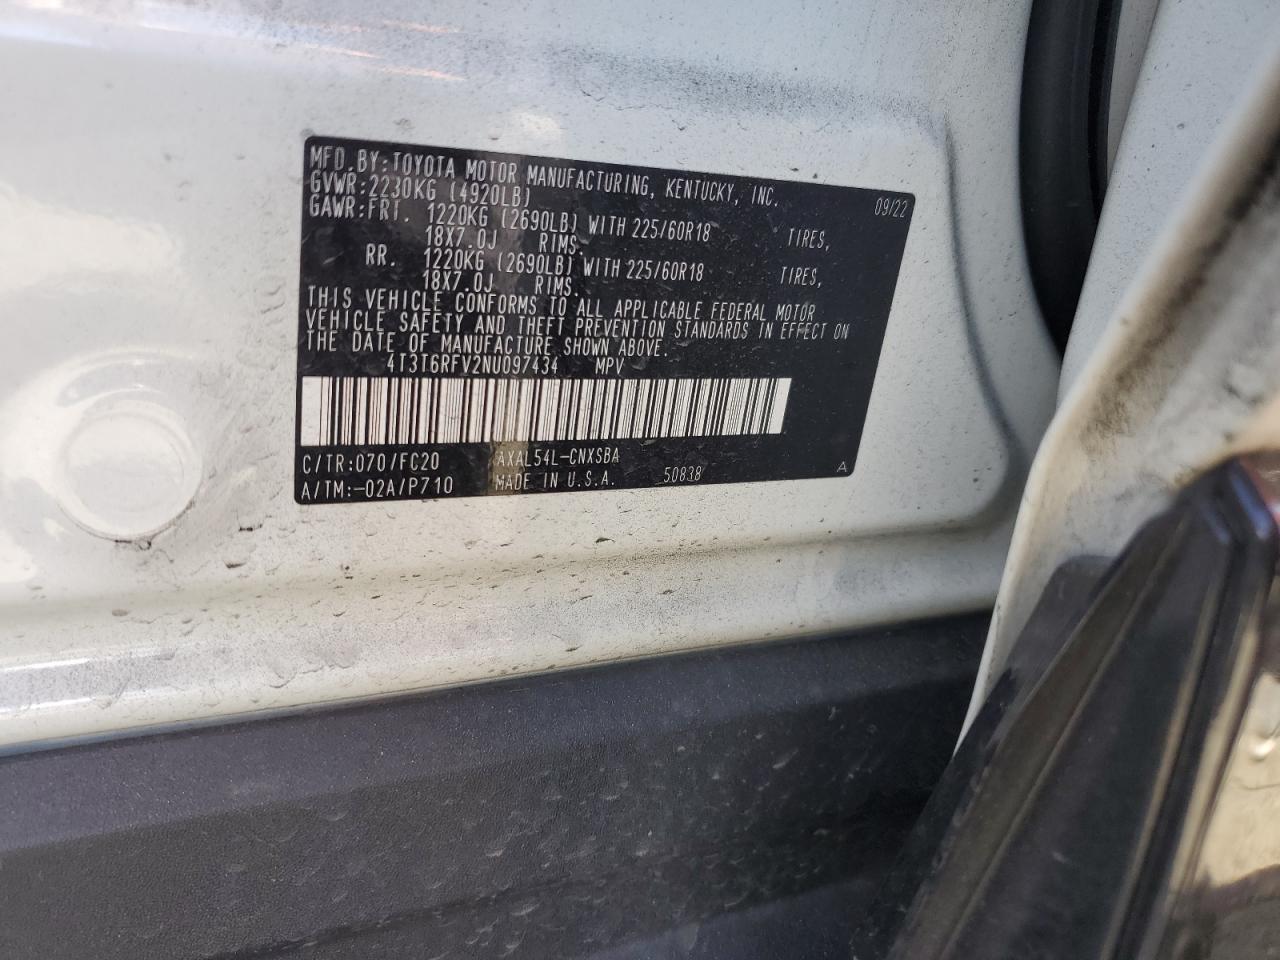 MFD.BY:TOYOTA MOTOR MANUFACTURING, KENTUCKY, INC. 09/22
GVWR:2230KG (4920LB)
GAWR:FRT. 1220KG (2690LB) WITH 225/60R18 TIRES,
18X7.0J RIMS,
RR. 1220KG (2690LB) WITH 225/60R18 TIRES,
18X7.0J RIMS.
THIS VEHICLE CONFORMS TO ALL APPLICABLE FEDERAL MOTOR
VEHICLE SAFETY AND THEFT PREVENTION STANDARDS IN EFFECT ON
THE DATE OF MANUFACTURE SHOWN ABOVE.
4T3T6RFV2NU097434 MPV
C/TR:070/FC20 AXAL54L-CNXSBA A
A/TM:-02A/P710 MADE IN U.S.A. 50838